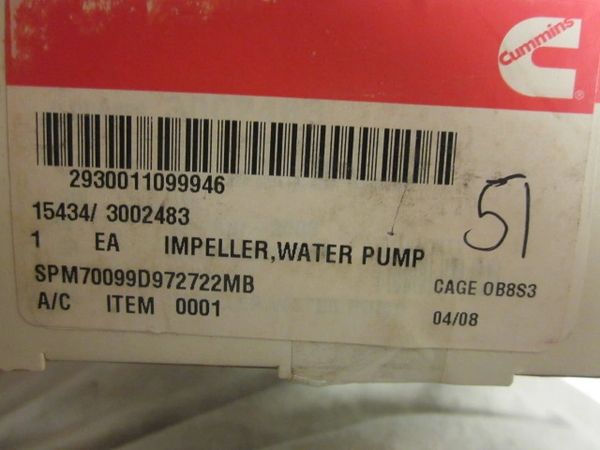 Cummins
®
2930011099946
15434/ 3002483
51
1 EA IMPELLER,WATER PUMP
SPM70099D972722MB CAGE 0B8S3
A/C ITEM 0001 04/08